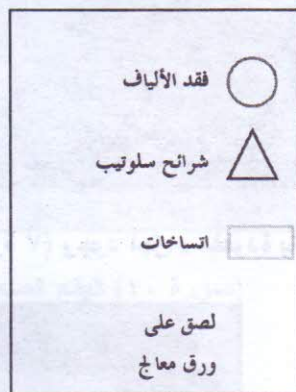 فقد الألياف
شرائح سلوتيب
اتساخات
لصق على
ورق معالج